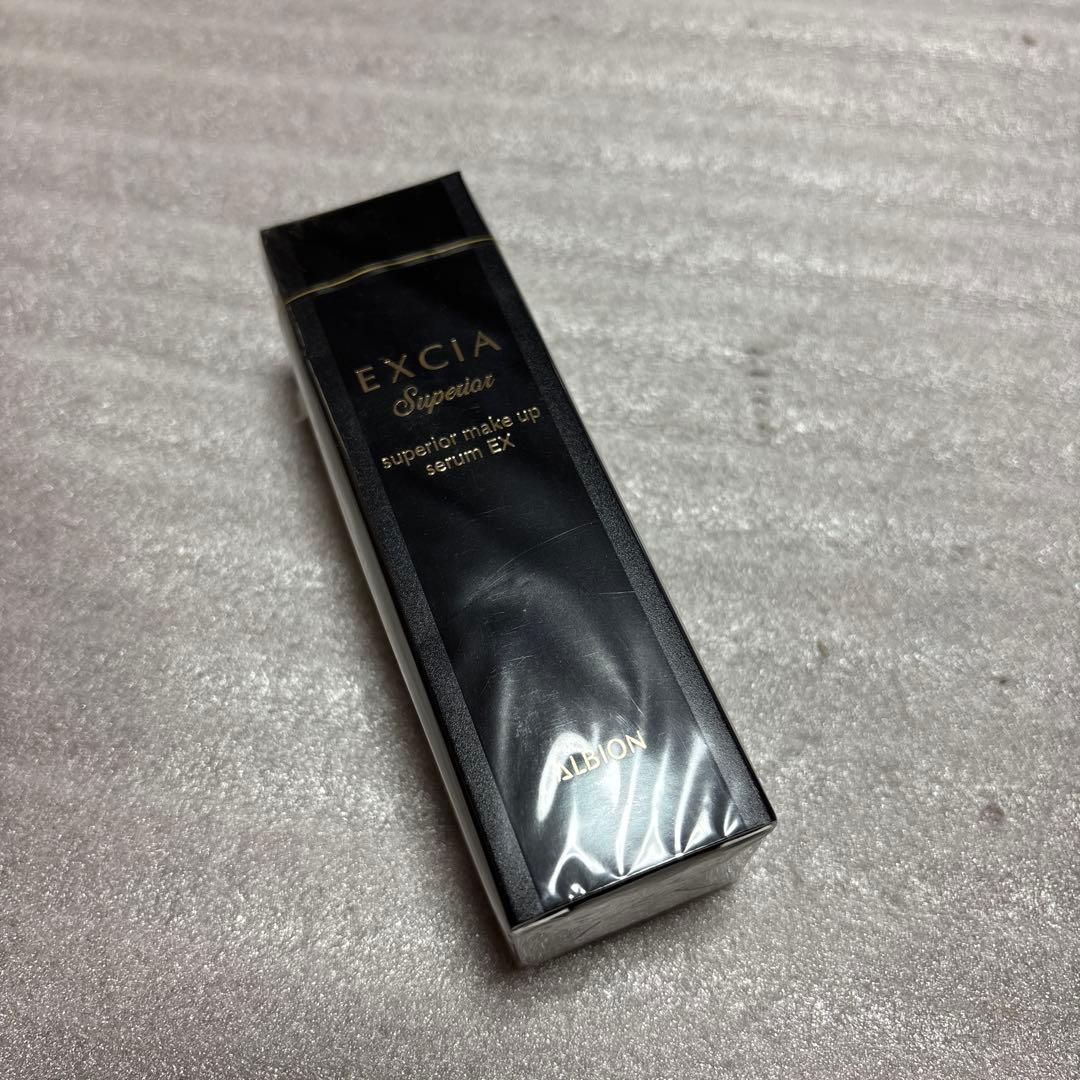 EXCIA
Superior
superior make up
serum EX
ALBION